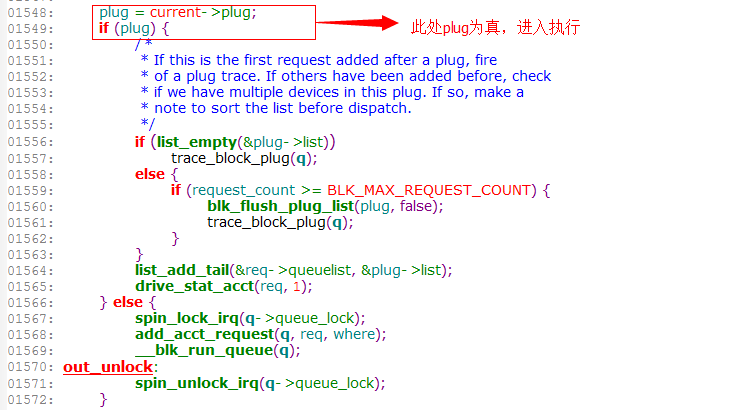 01548: plug = current->plug;
01549: if (plug) { 此处plug为真，进入执行
01550: /*
01551: * If this is the first request added after a plug, fire
01552: * of a plug trace. If others have been added before, check
01553: * if we have multiple devices in this plug. If so, make a
01554: * note to sort the list before dispatch.
01555: */
01556: if (list_empty(&plug->list))
01557: trace_block_plug(q);
01558: else {
01559: if (request_count >= BLK_MAX_REQUEST_COUNT) {
01560: blk_flush_plug_list(plug, false);
01561: trace_block_plug(q);
01562: }
01563: }
01564: list_add_tail(&req->queuelist, &plug->list);
01565: drive_stat_acct(req, 1);
01566: } else {
01567: spin_lock_irq(q->queue_lock);
01568: add_acct_request(q, req, where);
01569: __blk_run_queue(q);
01570: out_unlock:
01571: spin_unlock_irq(q->queue_lock);
01572: }